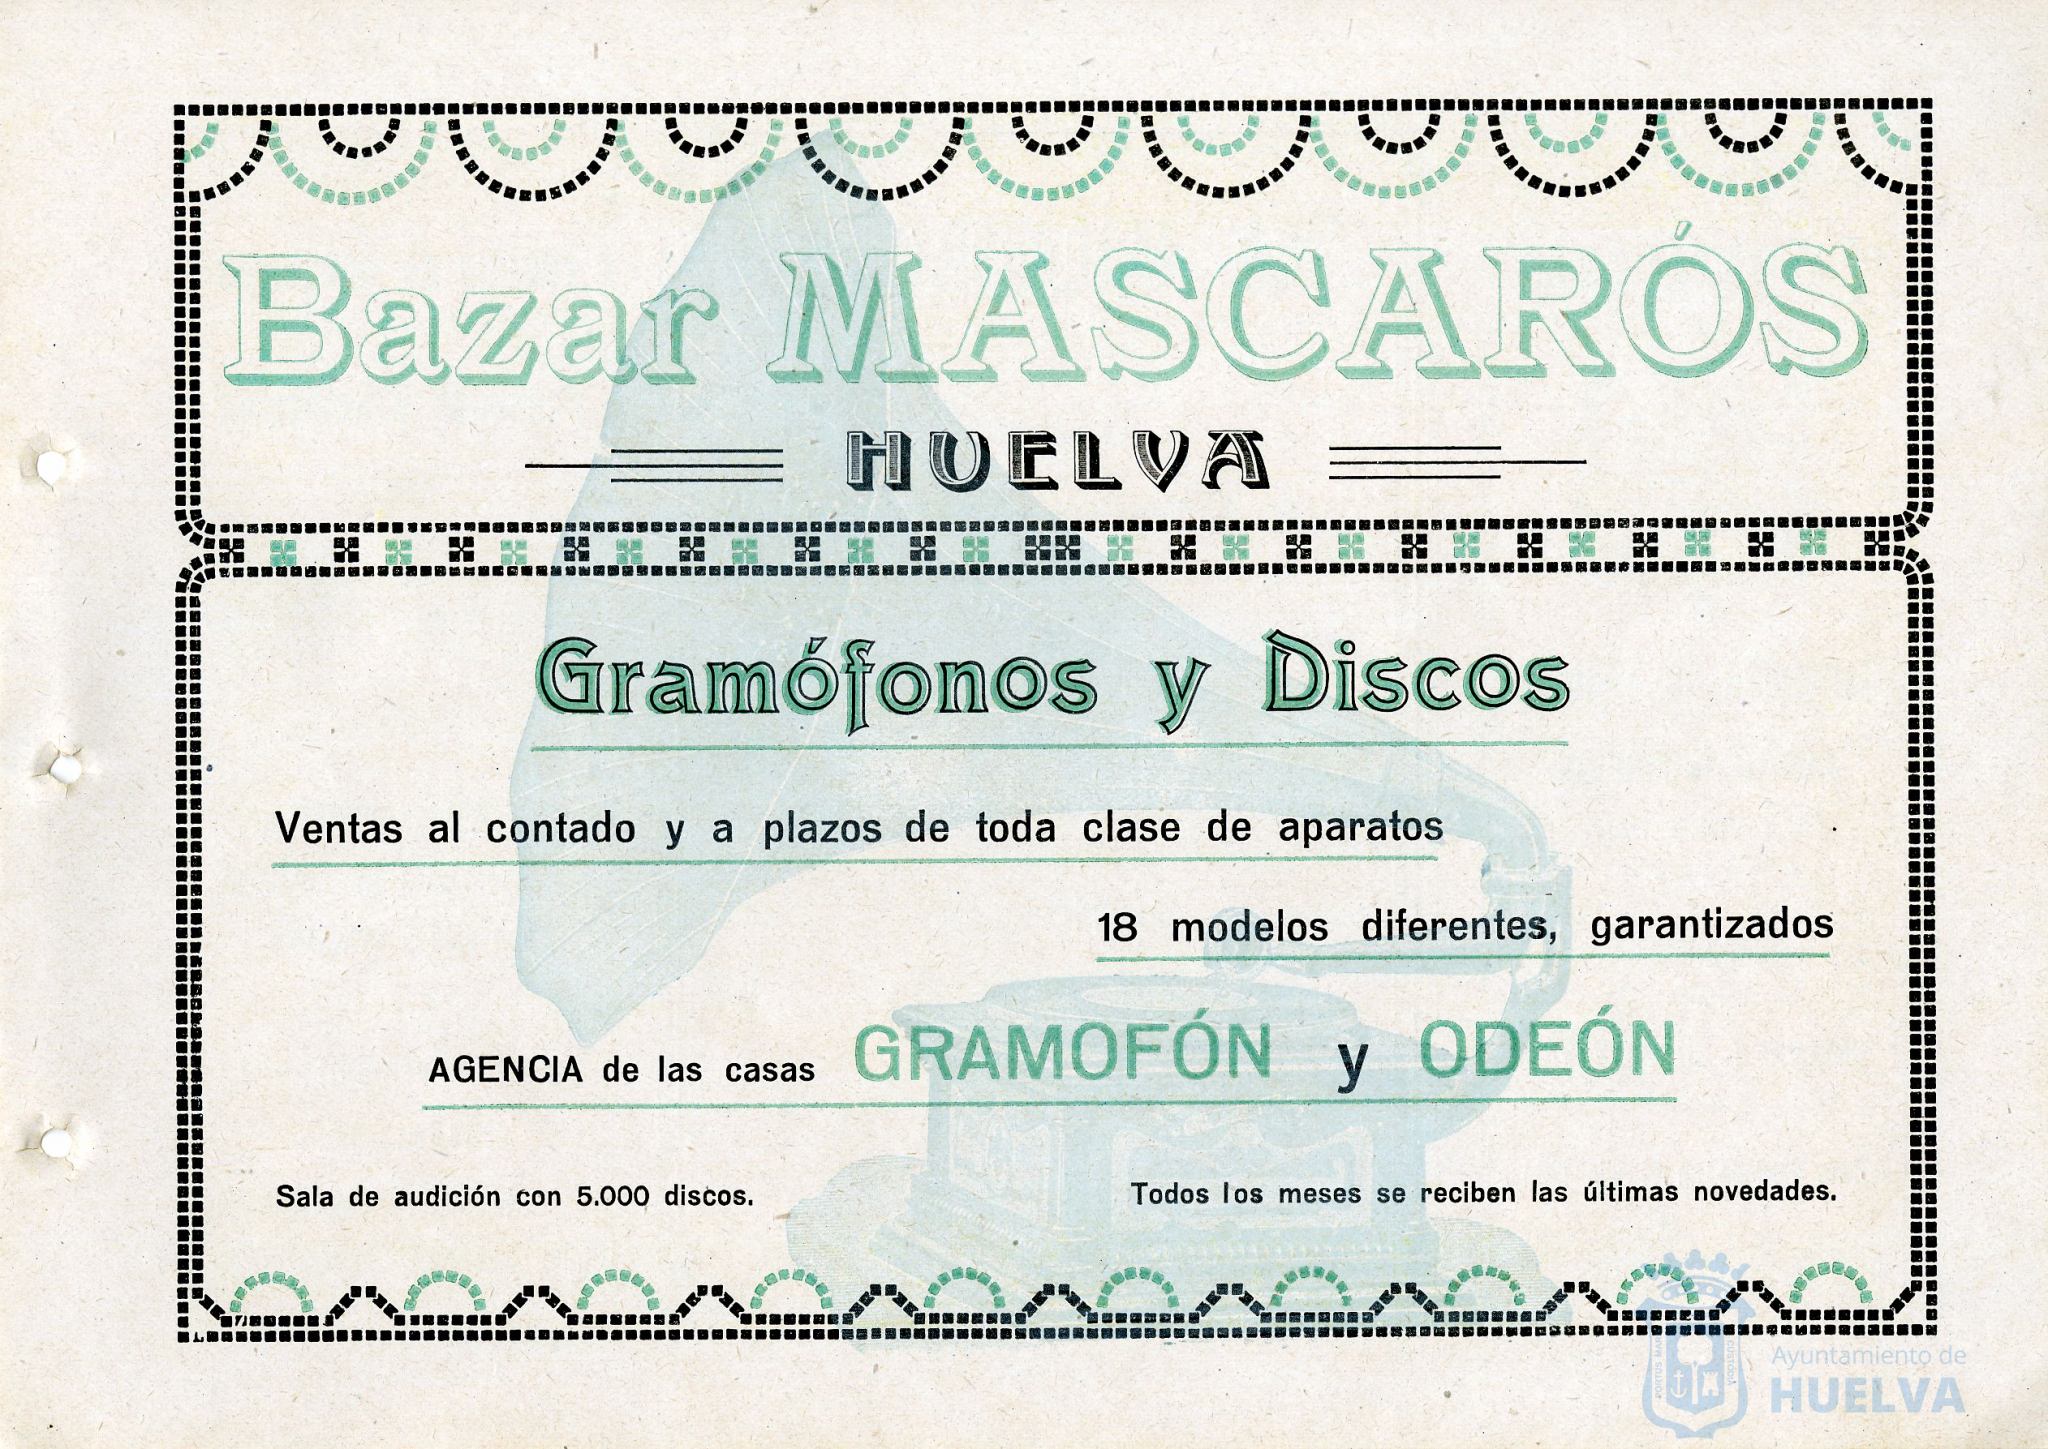 Bazar MASCARÓS
HUELVA
Gramófonos y Discos
Ventas al contado y a plazos de toda clase de aparatos
18 modelos diferentes, garantizados
AGENCIA de las casas GRAMOFÓN y ODEÓN
Sala de audición con 5.000 discos.
Todos los meses se reciben las últimas novedades.
Ayuntamiento de
HUELVA